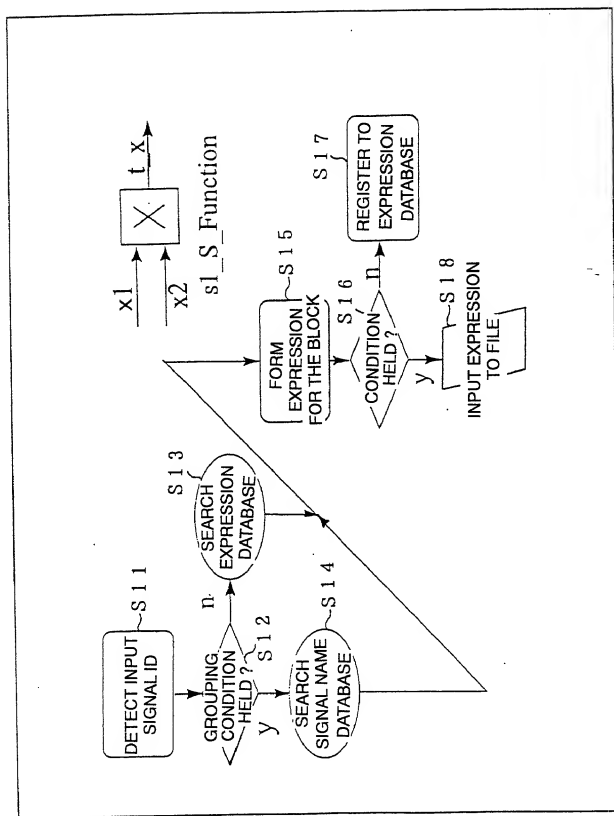 S11
DETECT INPUT
SIGNAL ID
GROUPING
CONDITION
HELD ?
S12
n
y
S13
SEARCH
EXPRESSION
DATABASE
S14
SEARCH
SIGNAL NAME
DATABASE
x1
x2
t_x
s1_S_Function
S15
FORM
EXPRESSION
FOR THE BLOCK
S16
CONDITION
HELD ?
n
y
S17
REGISTER TO
EXPRESSION
DATABASE
S18
INPUT EXPRESSION
TO FILE